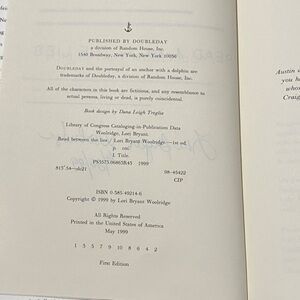 PUBLISHED BY DOUBLEDAY
a division of Random House, Inc.
1540 Broadway, New York, New York 10036
DOUBLEDAY and the portrayal of an anchor with a dolphin are
trademarks of Doubleday, a division of Random House, Inc.
All of the characters in this book are fictitious, and any resemblance to
actual persons, living or dead, is purely coincidental.
Book design by Dana Leigh Treglia
Library of Congress Cataloging-in-Publication Data
Woolridge, Lori Bryant.
Read between the lies / Lori Bryant Woolridge. —1st ed.
p. cm.
I. Title.
PS3573.O6863R45 1999
813'.54—dc21 98-45422
CIP
ISBN 0-385-49214-6
Copyright © 1999 by Lori Bryant Woolridge
All Rights Reserved
Printed in the United States of America
May 1999
1 3 5 7 9 10 8 6 4 2
First Edition
Austin
you ha
whos
Craig